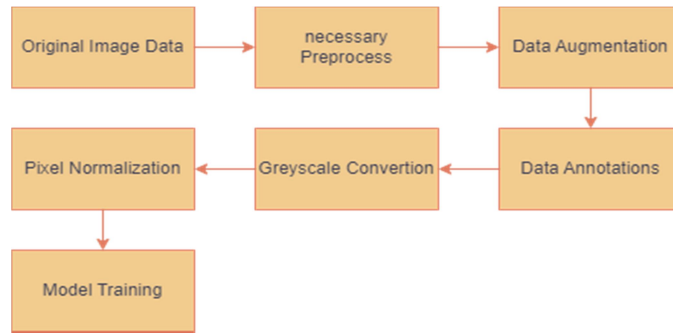 Original Image Data
necessary
Preprocess
Data Augmentation
Data Annotations
Greyscale Convertion
Pixel Normalization
Model Training